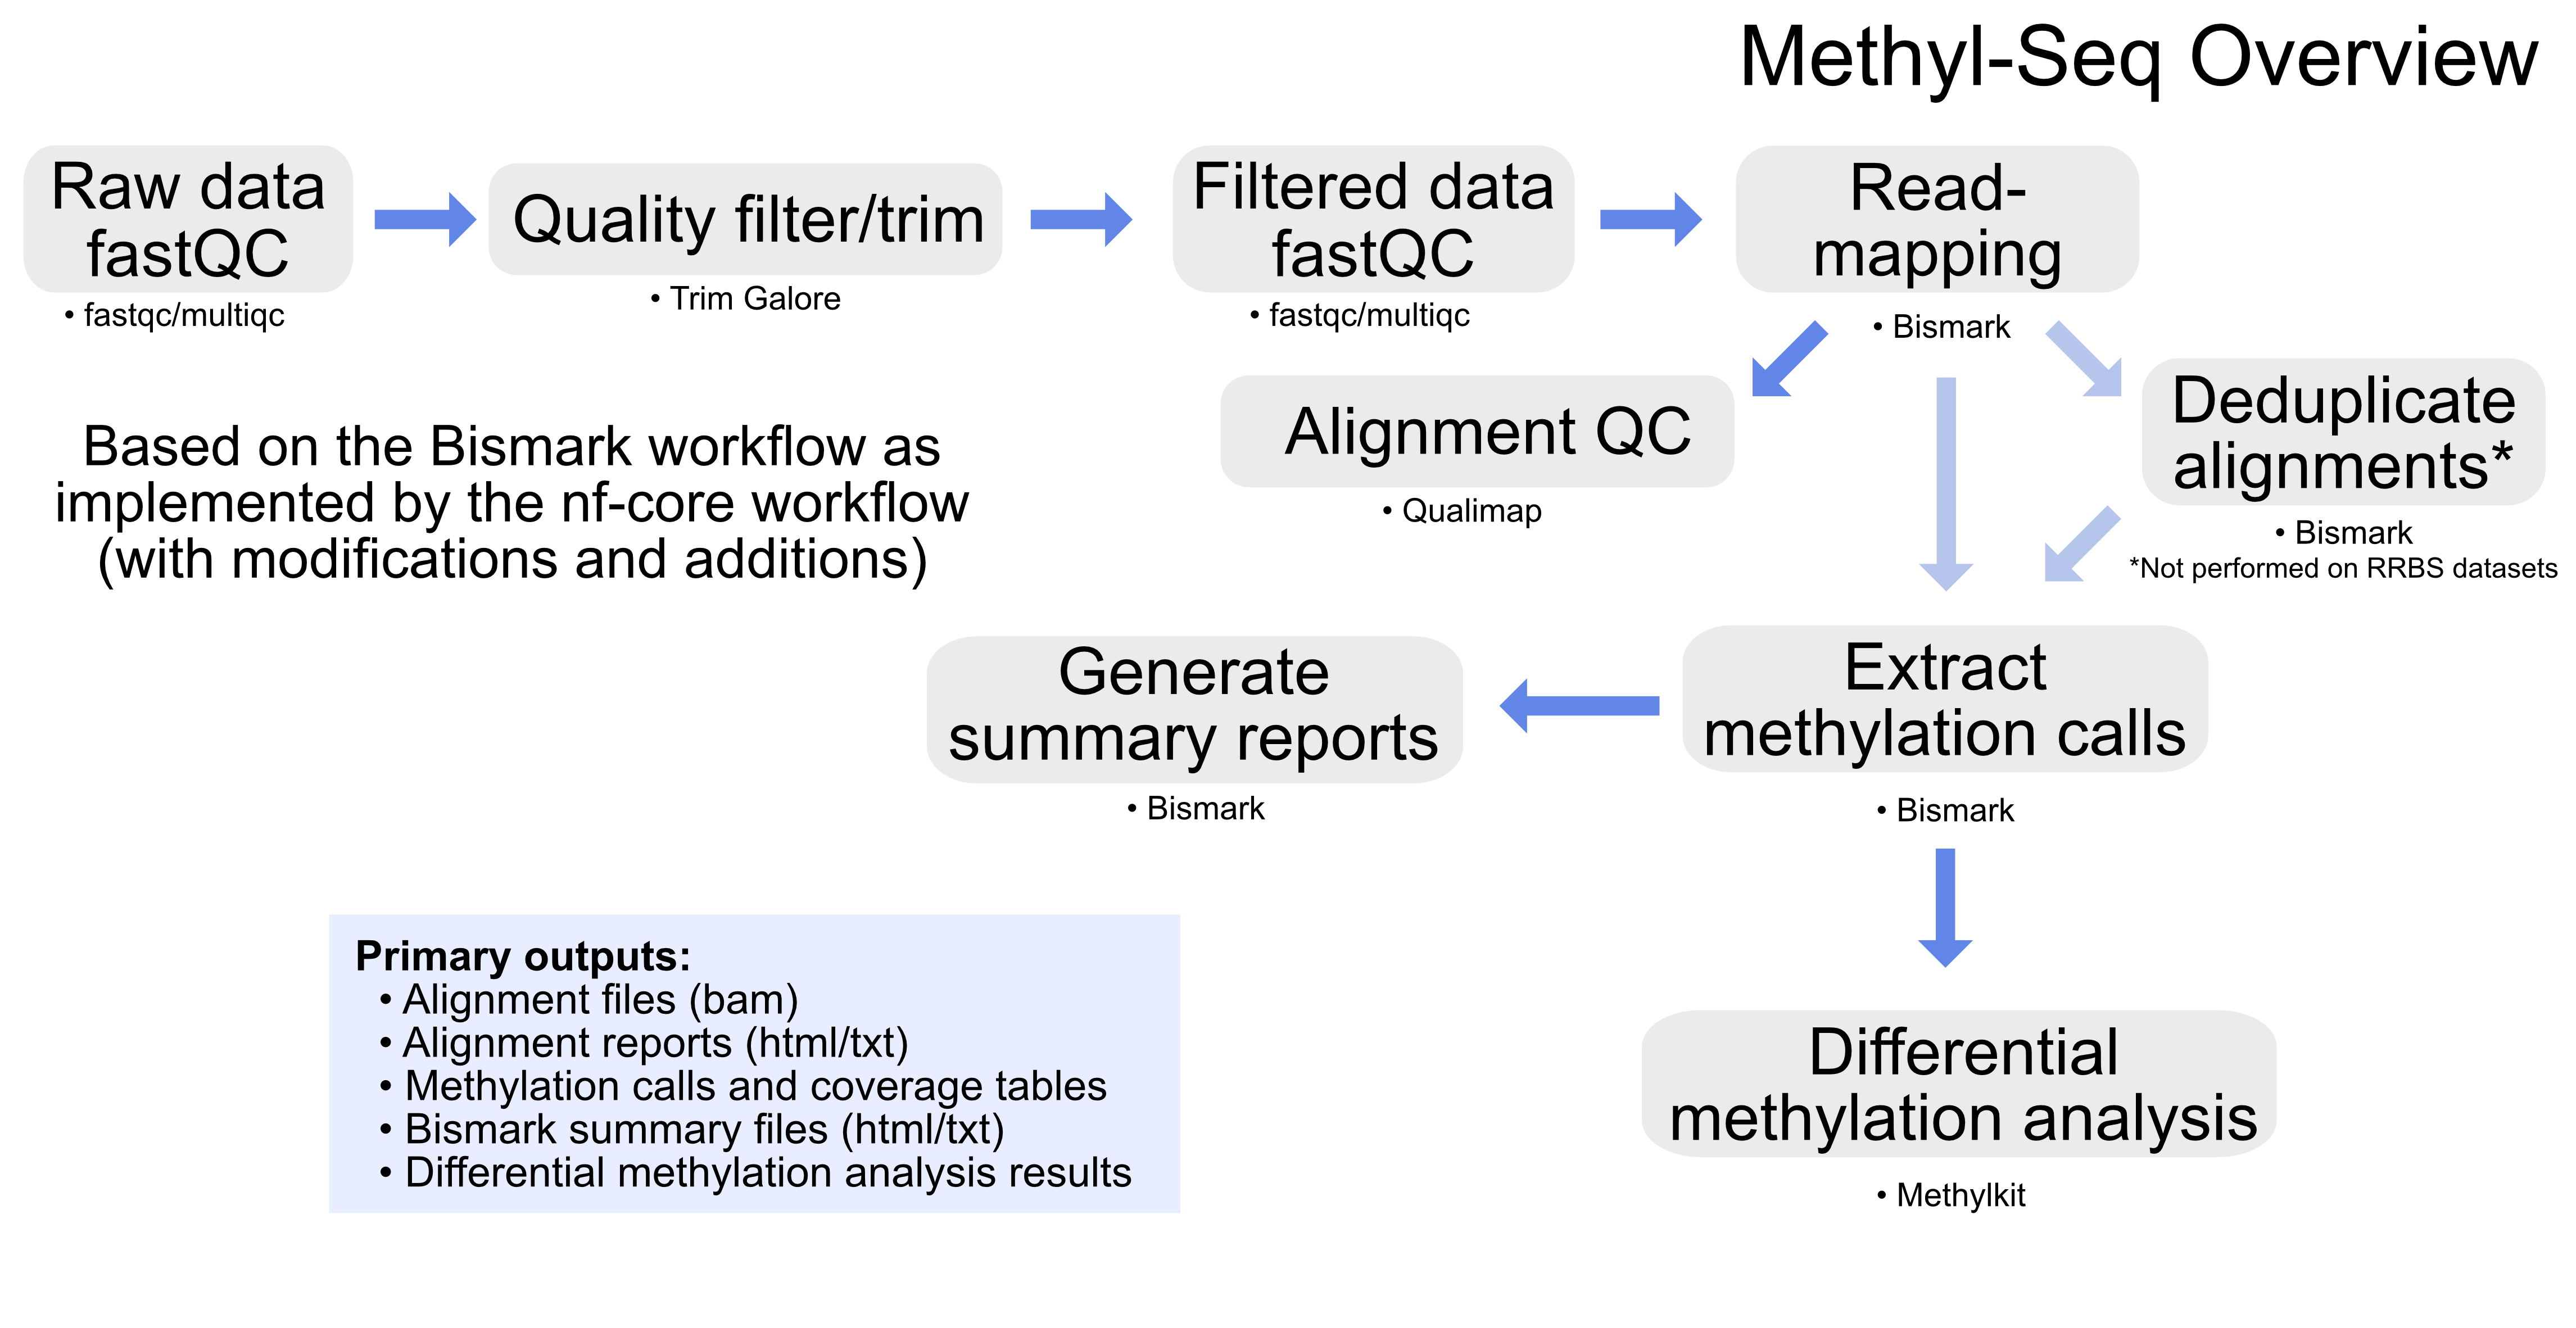 Methyl-Seq Overview
Raw data
fastQC
• fastqc/multiqc
Quality filter/trim
• Trim Galore
Filtered data
fastQC
• fastqc/multiqc
Read-
mapping
• Bismark
Alignment QC
• Qualimap
Deduplicate
alignments*
• Bismark
*Not performed on RRBS datasets
Based on the Bismark workflow as
implemented by the nf-core workflow
(with modifications and additions)
Extract
methylation calls
• Bismark
Generate
summary reports
• Bismark
Differential
methylation analysis
• Methylkit
Primary outputs:
• Alignment files (bam)
• Alignment reports (html/txt)
• Methylation calls and coverage tables
• Bismark summary files (html/txt)
• Differential methylation analysis results